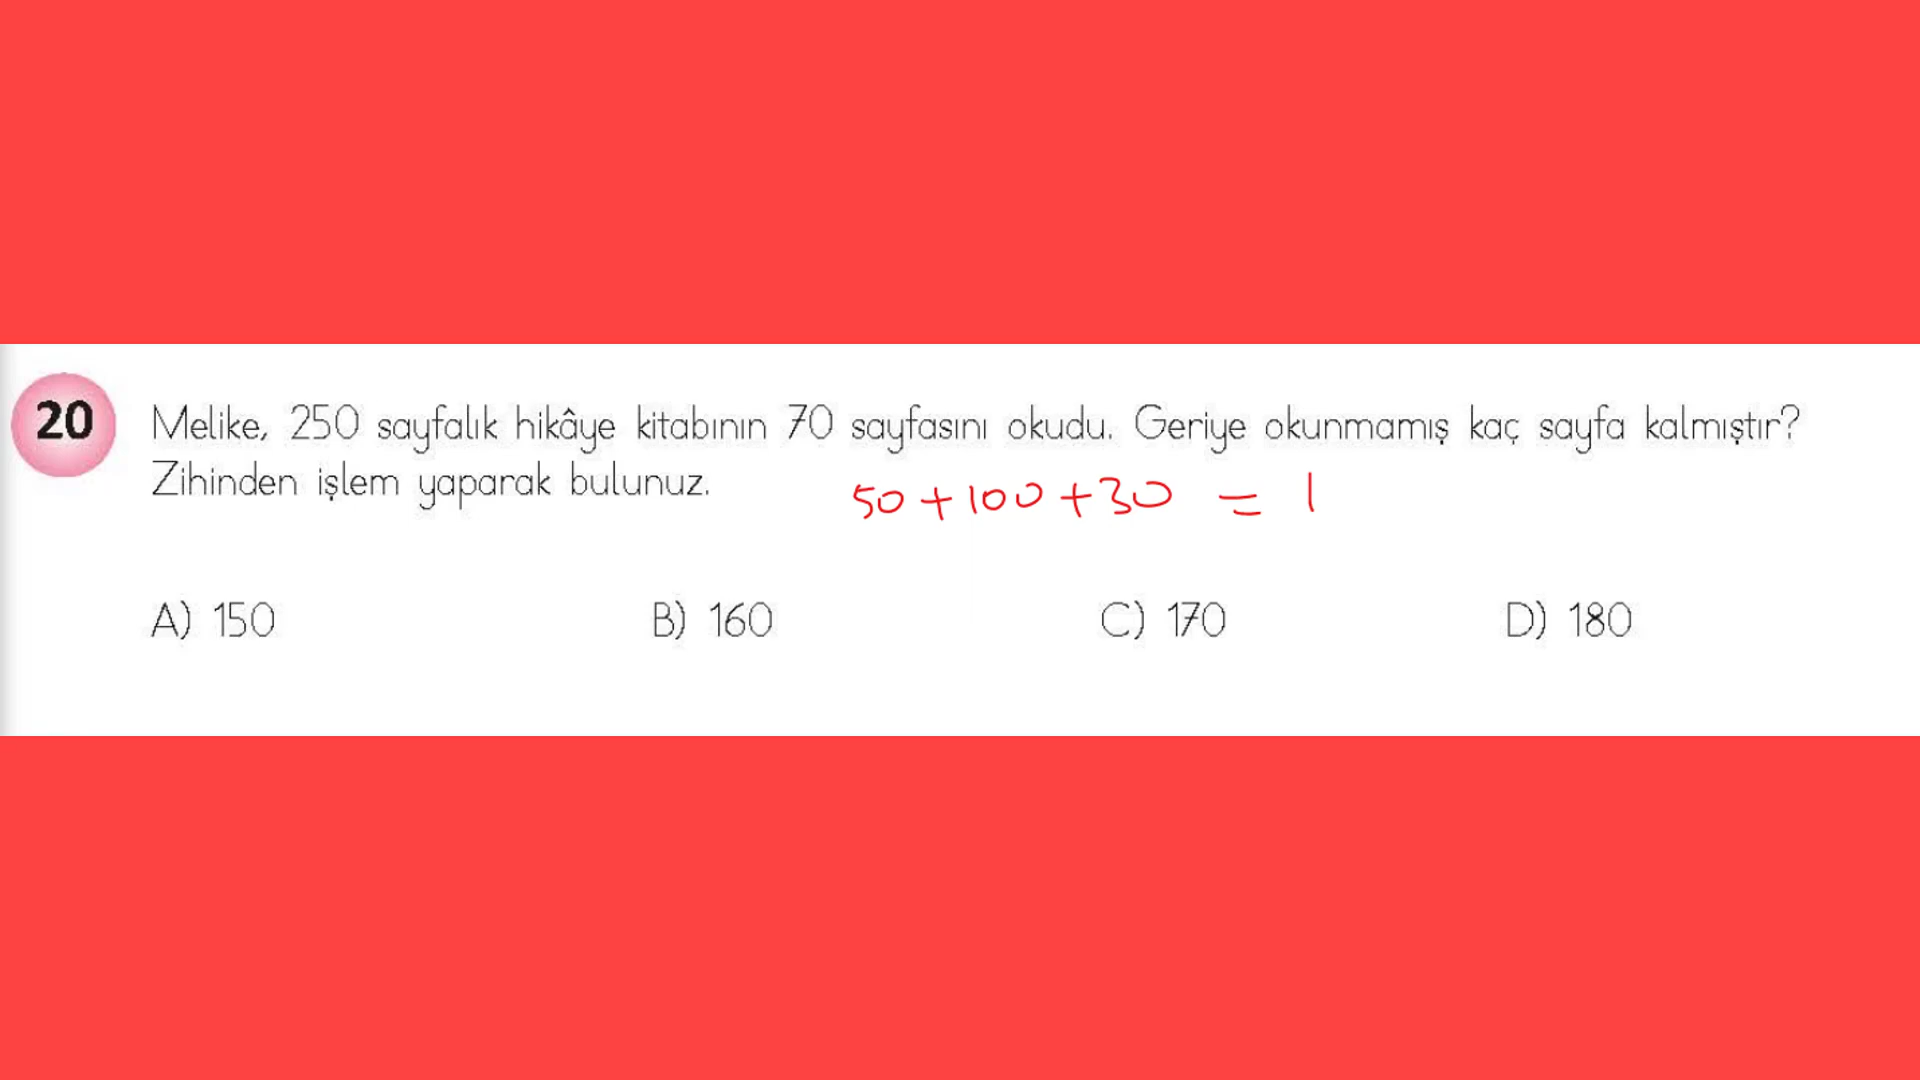 20
Melike, 250 sayfalık hikâye kitabının 70 sayfasını okudu. Geriye okunmamış kaç sayfa kalmıştır?
Zihinden işlem yaparak bulunuz.
50+100+30 = 1
A) 150 B) 160 C) 170 D) 180